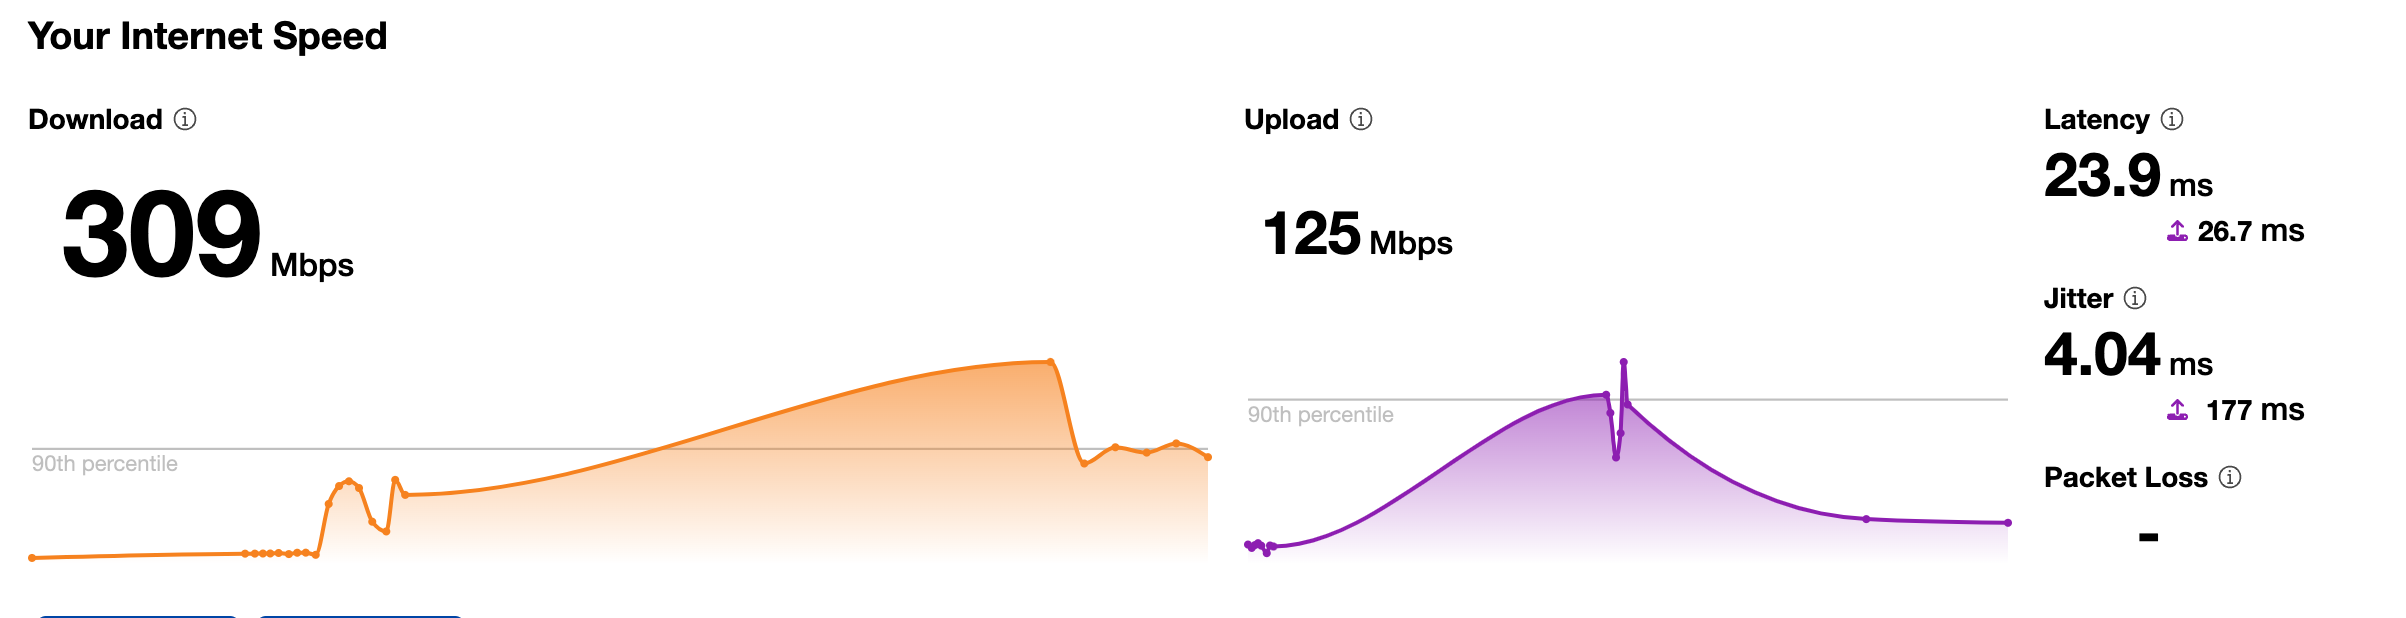 Your Internet Speed
Download
309 Mbps
90th percentile
Upload
125 Mbps
90th percentile
Latency
23.9 ms
26.7 ms
Jitter
4.04 ms
177 ms
Packet Loss
-